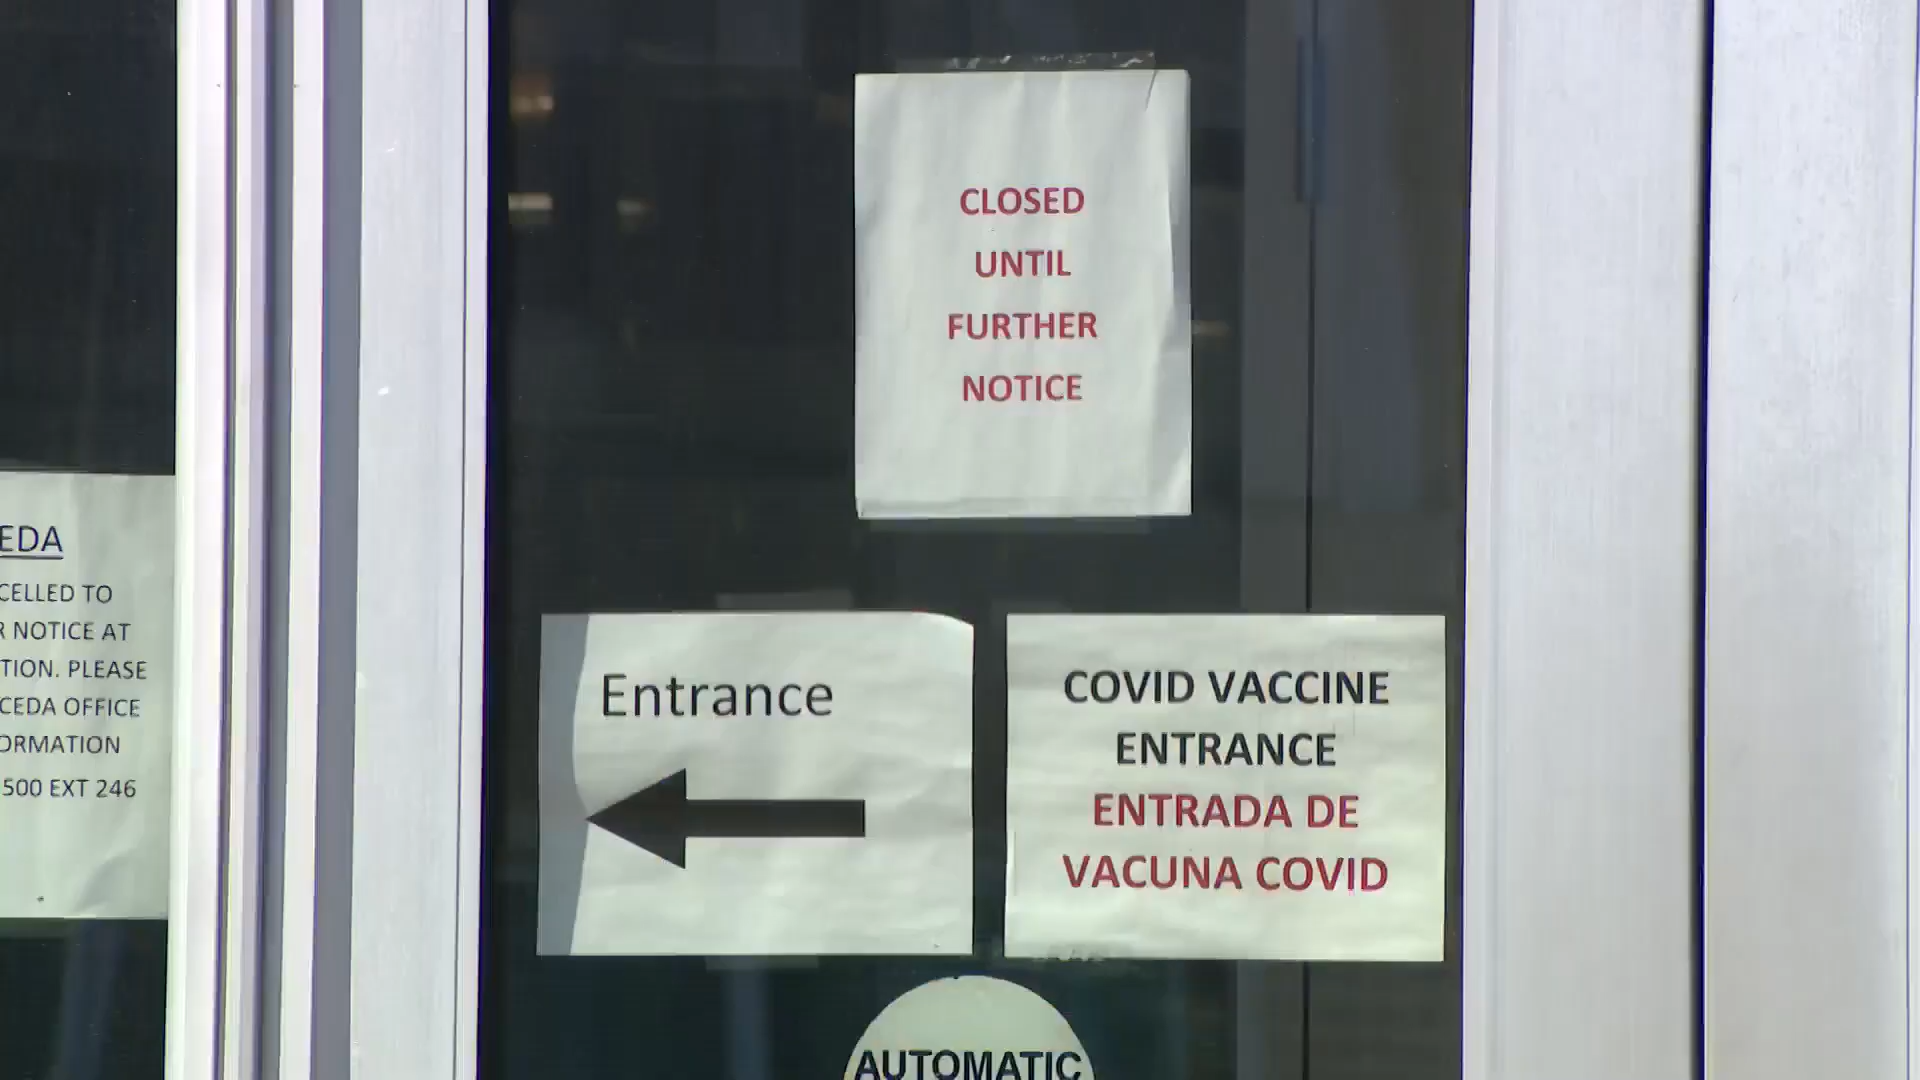 CLOSED
UNTIL
FURTHER
NOTICE
EDA
CELLED TO
R NOTICE AT
TION. PLEASE
CEDA OFFICE
ORMATION
500 EXT 246
Entrance
COVID VACCINE
ENTRANCE
ENTRADA DE
VACUNA COVID
AUTOMATIC